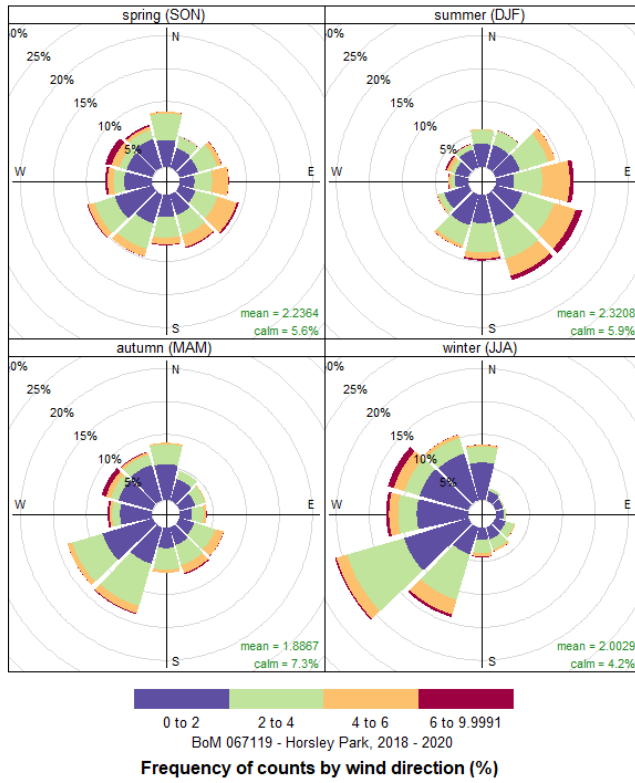 spring (SON)
0%
25%
20%
15%
10%
5%
N
W
E
S
mean = 2.2364
calm = 5.6%
summer (DJF)
0%
25%
20%
15%
10%
5%
N
W
E
S
mean = 2.3208
calm = 5.9%
autumn (MAM)
0%
25%
20%
15%
10%
5%
N
W
E
S
mean = 1.8867
calm = 7.3%
winter (JJA)
0%
25%
20%
15%
10%
5%
N
W
E
S
mean = 2.0029
calm = 4.2%
0 to 2
2 to 4
4 to 6
6 to 9.9991
BoM 067119 - Horsley Park, 2018 - 2020
Frequency of counts by wind direction (%)